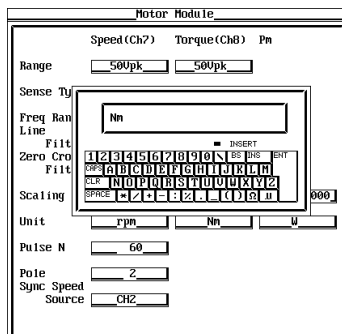 Motor Module
Speed(Ch7) Torque(Ch8) Pm
Range 50Vpk 50Vpk
Sense Ty
Freq Ran
Nm
Line
Filt
INSERT
Zero Cro
1 2 3 4 5 6 7 8 9 0 \ BS INS ENT
Filt
CAPS A B C D E F G H I J K L M
CLR N O P Q R S T U V W X Y Z
Scaling
SPACE * / + - : % . _ ( ) Ω µ
000
Unit rpm Nm W
Pulse N 60
Pole 2
Sync Speed
Source CH2